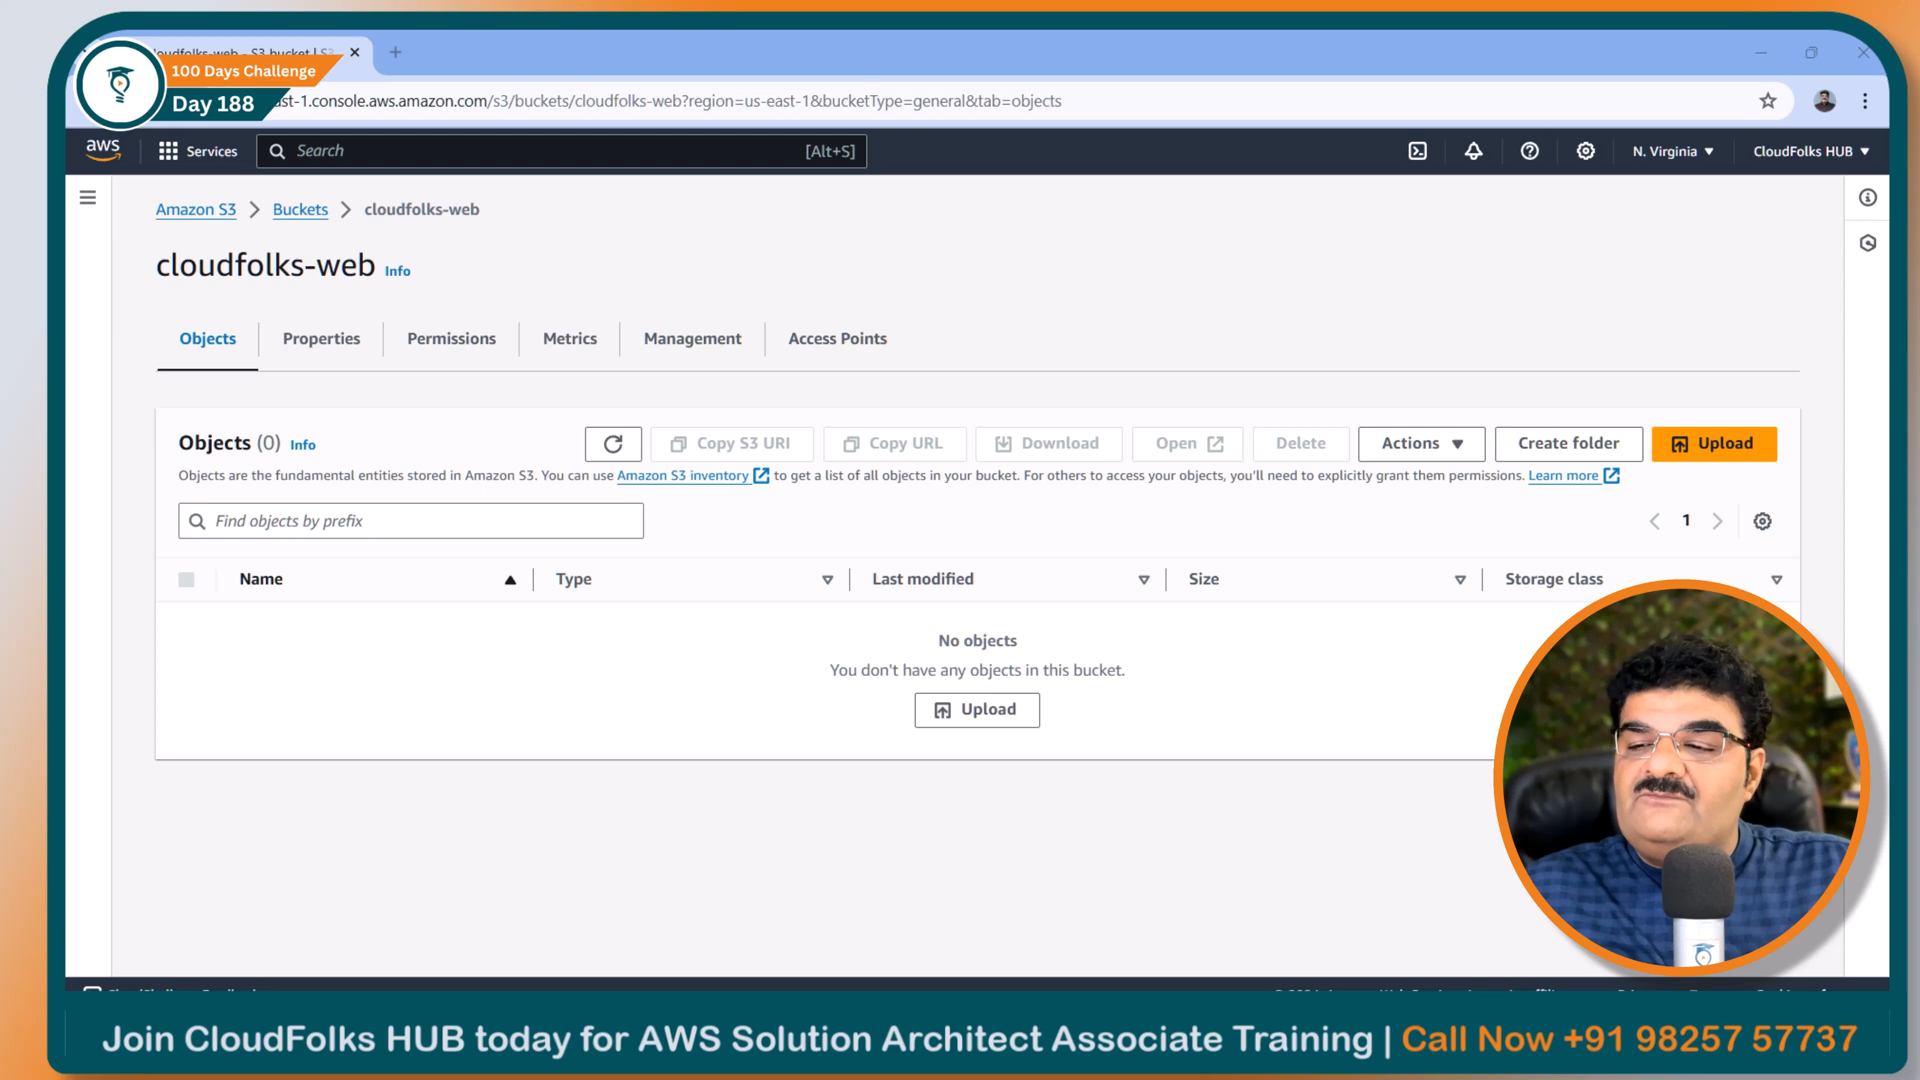 cloudfolks-web - S3 bucket | S3
100 Days Challenge
Day 188
ast-1.console.aws.amazon.com/s3/buckets/cloudfolks-web?region=us-east-1&bucketType=general&tab=objects
aws
Services
Search
[Alt+S]
N. Virginia
CloudFolks HUB
Amazon S3 > Buckets > cloudfolks-web
cloudfolks-web Info
Objects
Properties
Permissions
Metrics
Management
Access Points
Objects (0) Info
Copy S3 URI
Copy URL
Download
Open
Delete
Actions
Create folder
Upload
Objects are the fundamental entities stored in Amazon S3. You can use Amazon S3 inventory to get a list of all objects in your bucket. For others to access your objects, you'll need to explicitly grant them permissions. Learn more
Find objects by prefix
1
Name
Type
Last modified
Size
Storage class
No objects
You don't have any objects in this bucket.
Upload
Join CloudFolks HUB today for AWS Solution Architect Associate Training | Call Now +91 98257 57737